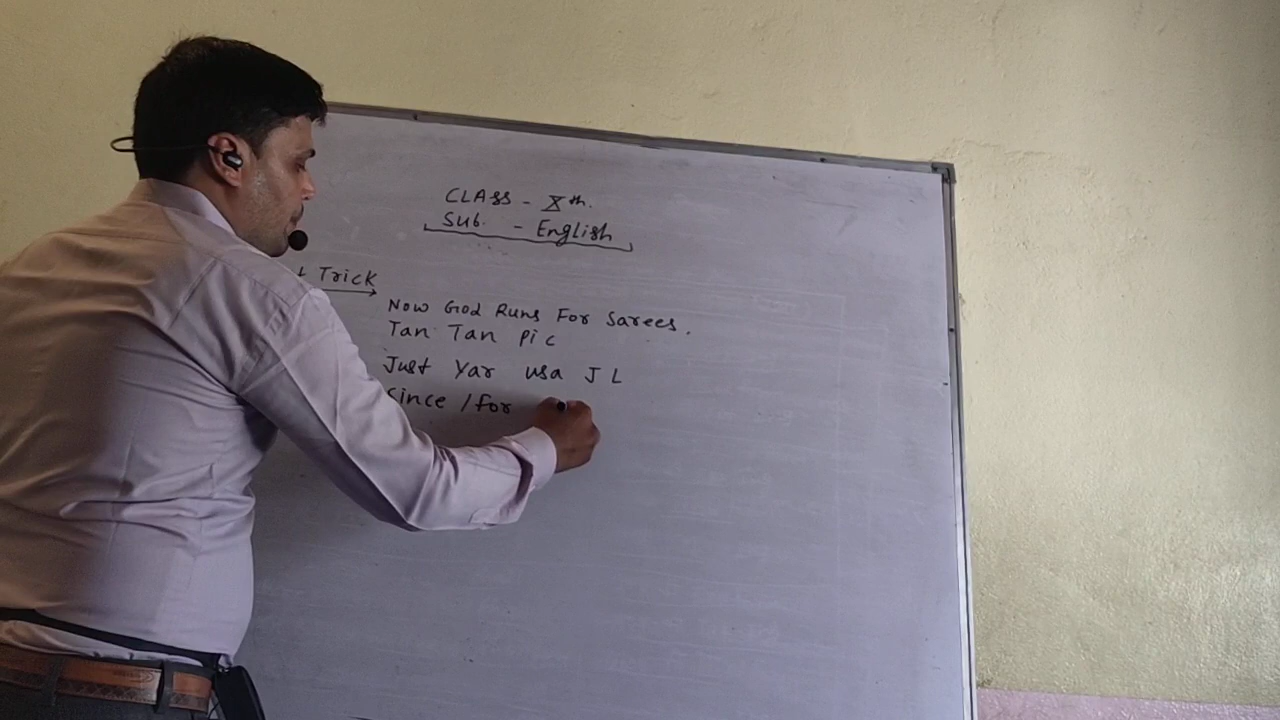 CLASS - Xth.
Sub. - English
Trick
Now God Runs For Sarees.
Tan Tan Pic
Just Yar usa J L
Since / for